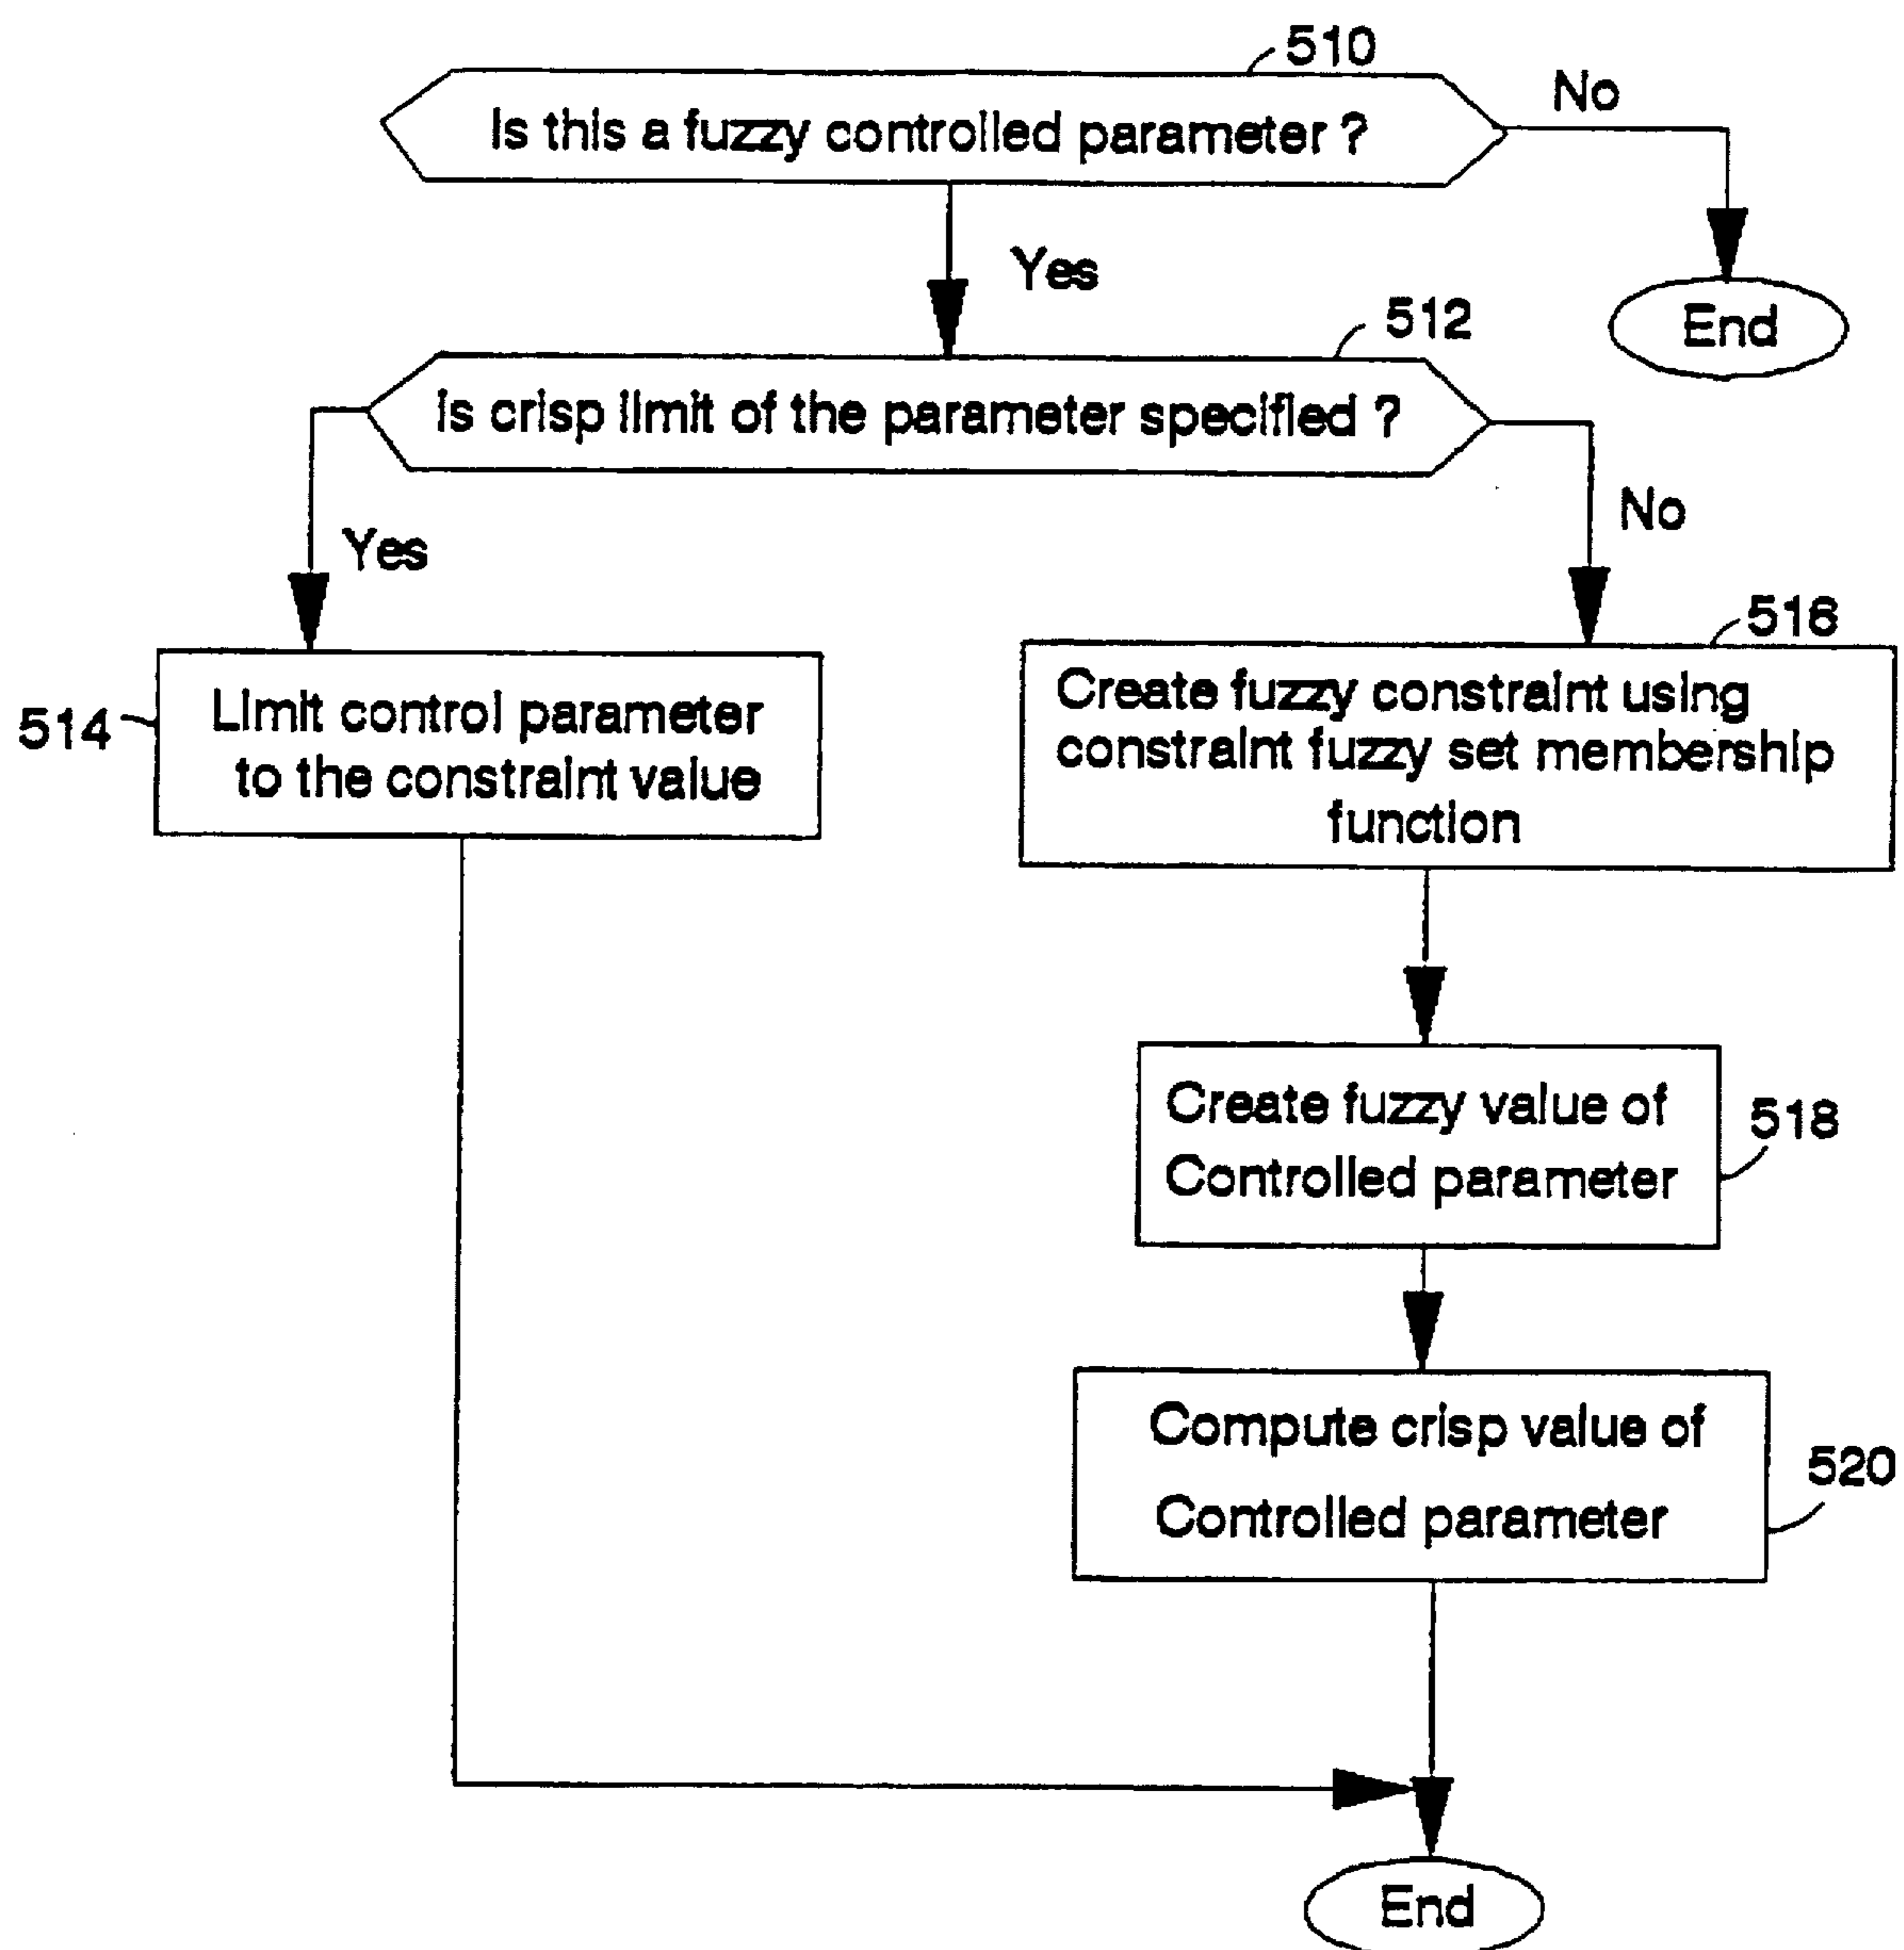 510
Is this a fuzzy controlled parameter ?
No
Yes
End
512
Is crisp limit of the parameter specified ?
Yes
No
514
Limit control parameter
to the constraint value
516
Create fuzzy constraint using
constraint fuzzy set membership
function
Create fuzzy value of
Controlled parameter
518
Compute crisp value of
Controlled parameter
520
End